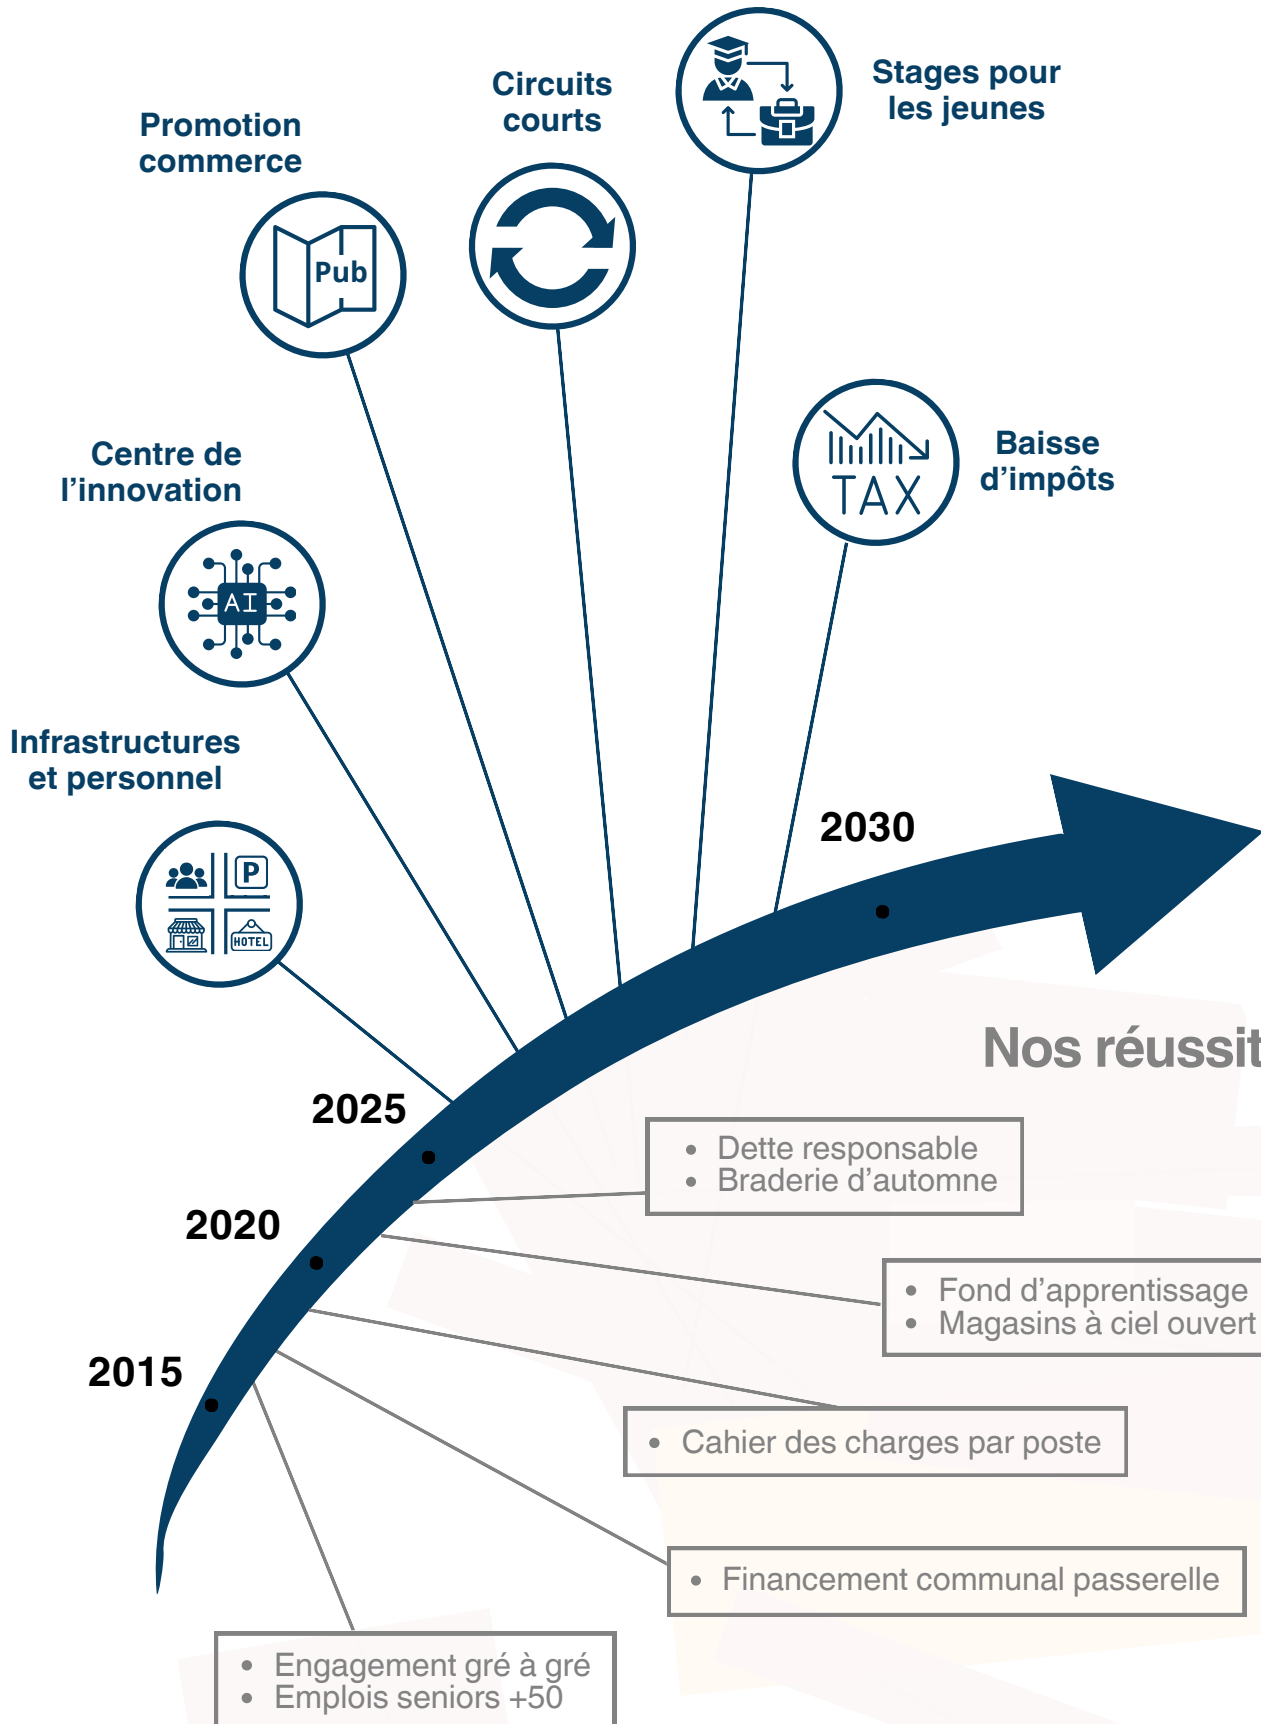 Circuits
courts
Stages pour
les jeunes
Promotion
commerce
Pub
Centre de
l'innovation
AI
TAX
Baisse
d'impôts
Infrastructures
et personnel
P
HOTEL
2030
Nos réussit
2025
• Dette responsable
• Braderie d'automne
2020
• Fond d'apprentissage
• Magasins à ciel ouvert
2015
• Cahier des charges par poste
• Financement communal passerelle
• Engagement gré à gré
• Emplois seniors +50